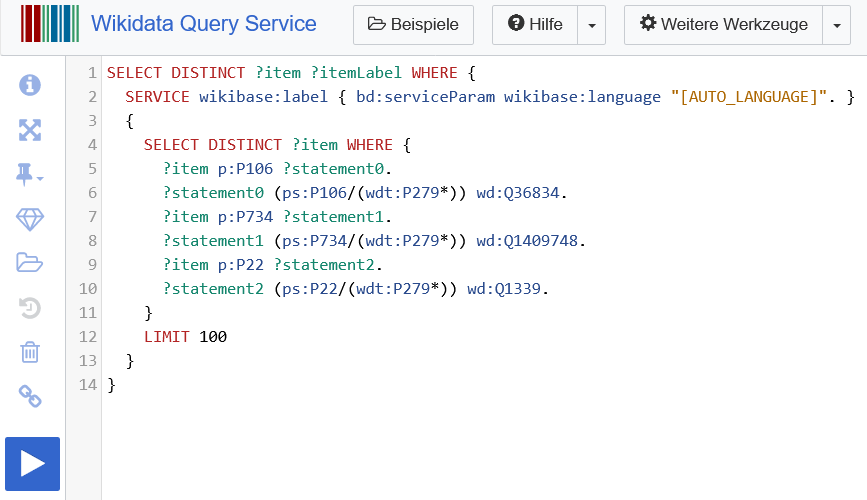 Wikidata Query Service Beispiele Hilfe Weitere Werkzeuge
1 SELECT DISTINCT ?item ?itemLabel WHERE {
2 SERVICE wikibase:label { bd:serviceParam wikibase:language "[AUTO_LANGUAGE]". }
3 {
4 SELECT DISTINCT ?item WHERE {
5 ?item p:P106 ?statement0.
6 ?statement0 (ps:P106/(wdt:P279*)) wd:Q36834.
7 ?item p:P734 ?statement1.
8 ?statement1 (ps:P734/(wdt:P279*)) wd:Q1409748.
9 ?item p:P22 ?statement2.
10 ?statement2 (ps:P22/(wdt:P279*)) wd:Q1339.
11 }
12 LIMIT 100
13 }
14 }